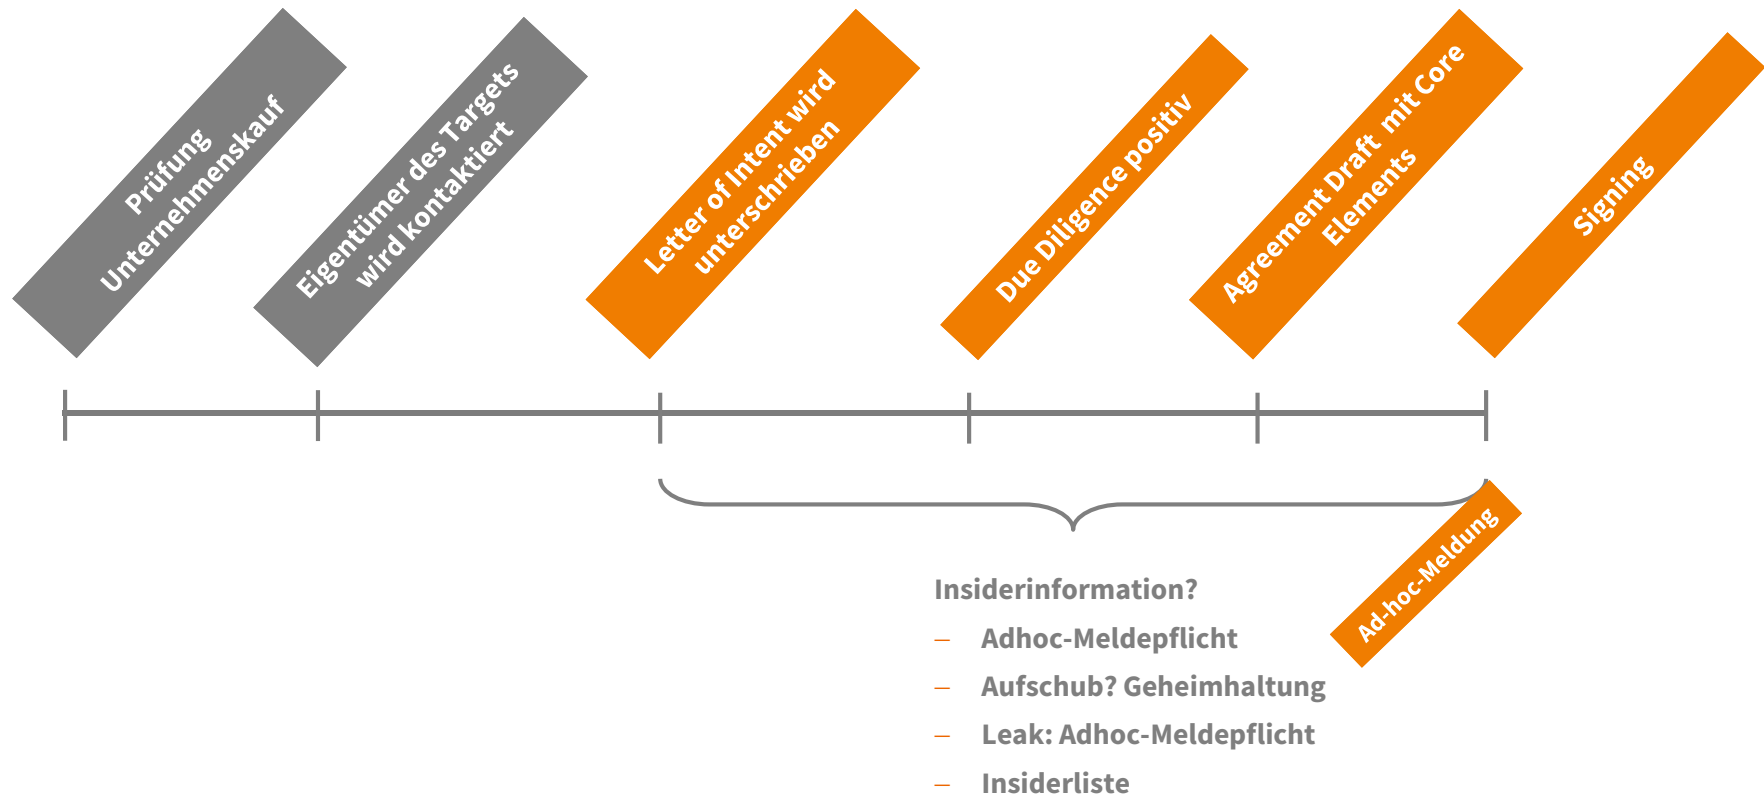 Prüfung
Unternehmenskauf
Eigentümer des Targets
wird kontaktiert
Letter of Intent wird
unterschrieben
Due Diligence positiv
Agreement Draft mit Core
Elements
Signing
Ad-hoc-Meldung
Insiderinformation?
– Adhoc-Meldepflicht
– Aufschub? Geheimhaltung
– Leak: Adhoc-Meldepflicht
– Insiderliste